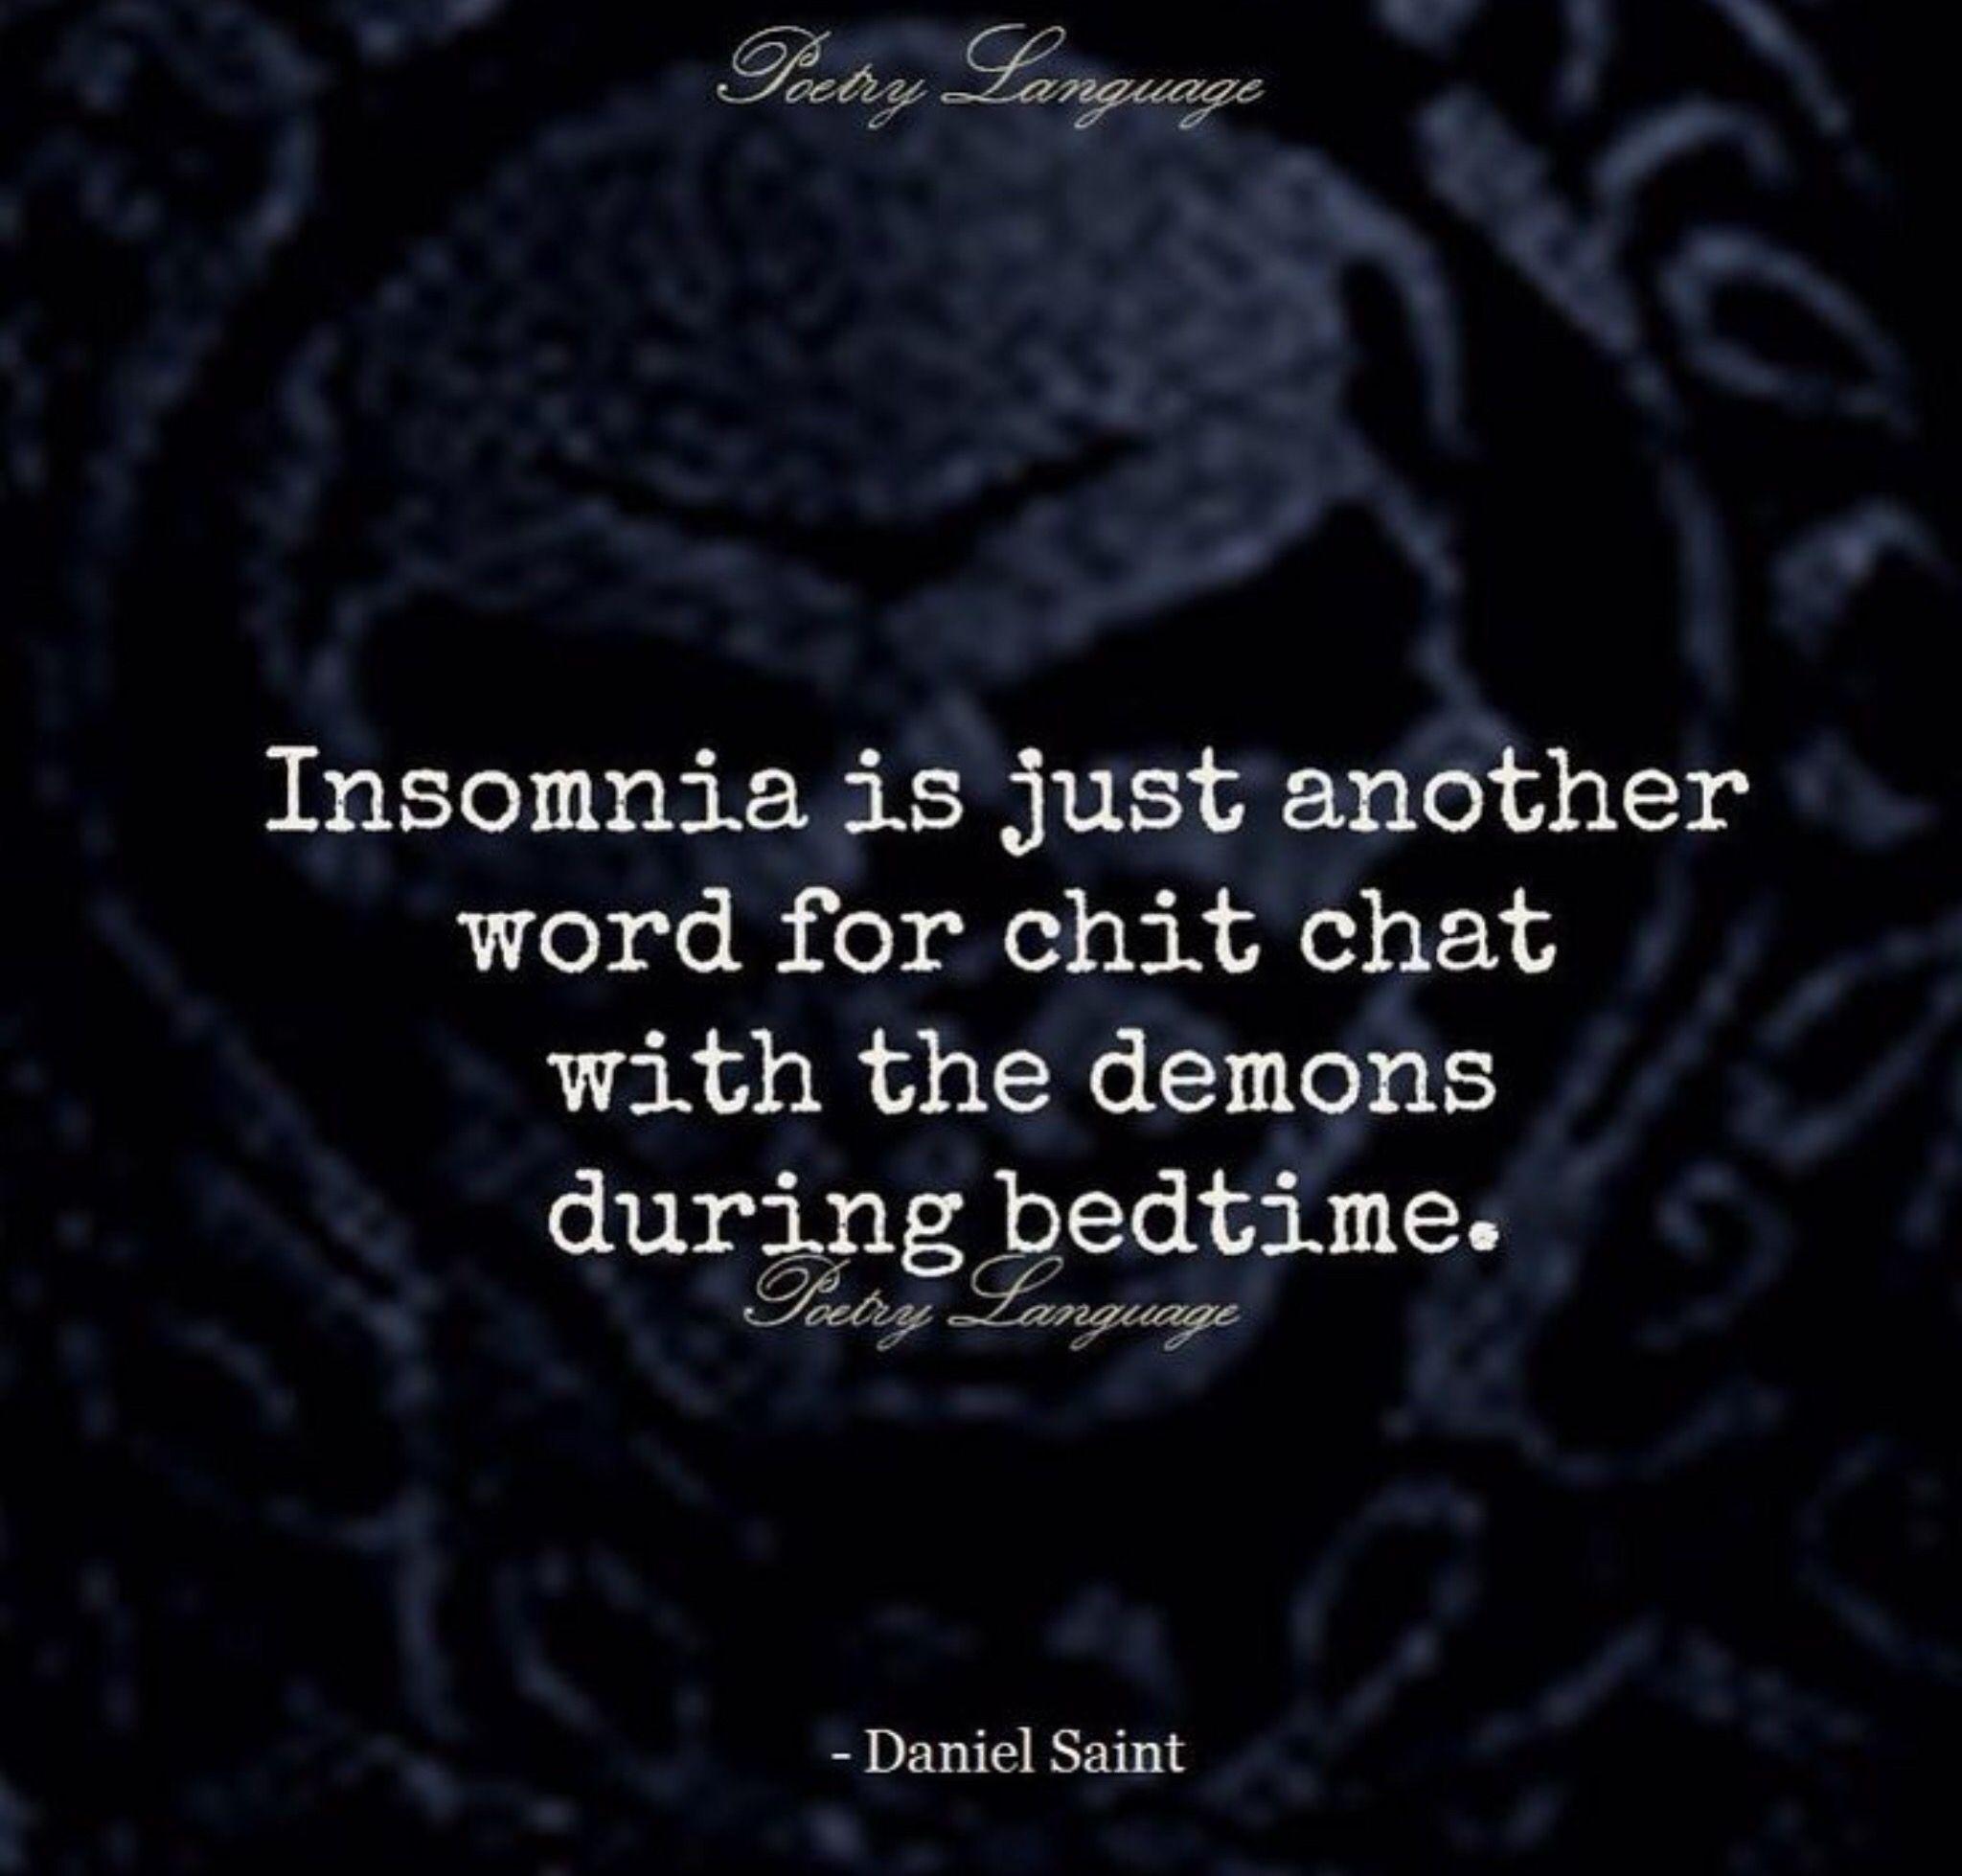 Poetry Language
Insomnia is just another
word for chit chat
with the demons
during bedtime.
Poetry Language
- Daniel Saint